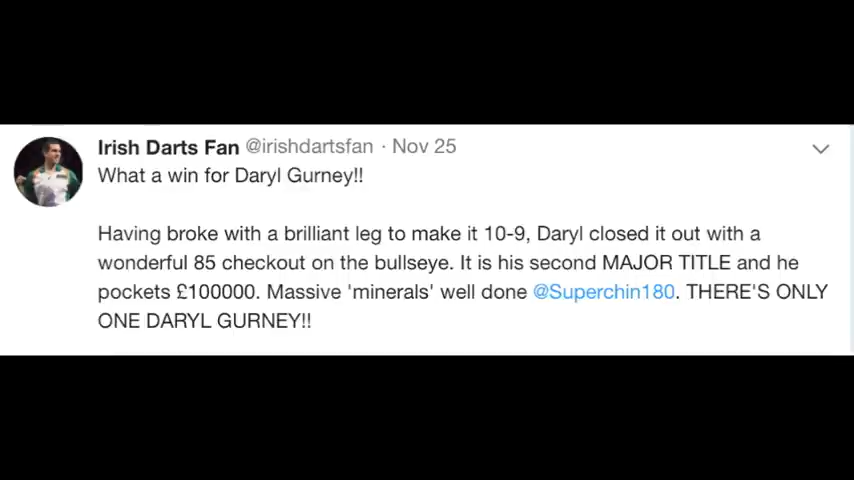 Irish Darts Fan @irishdartsfan · Nov 25
What a win for Daryl Gurney!!
Having broke with a brilliant leg to make it 10-9, Daryl closed it out with a
wonderful 85 checkout on the bullseye. It is his second MAJOR TITLE and he
pockets £100000. Massive 'minerals' well done @Superchin180. THERE'S ONLY
ONE DARYL GURNEY!!